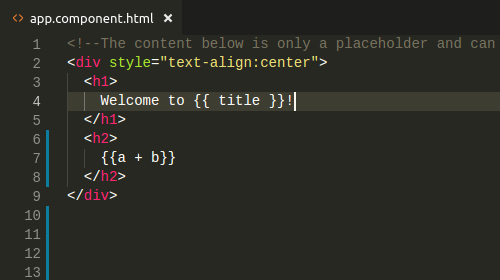 <> app.component.html ×
1 <!--The content below is only a placeholder and can
2 <div style="text-align:center">
3 <h1>
4 Welcome to {{ title }}!
5 </h1>
6 <h2>
7 {{a + b}}
8 </h2>
9 </div>
10
11
12
13